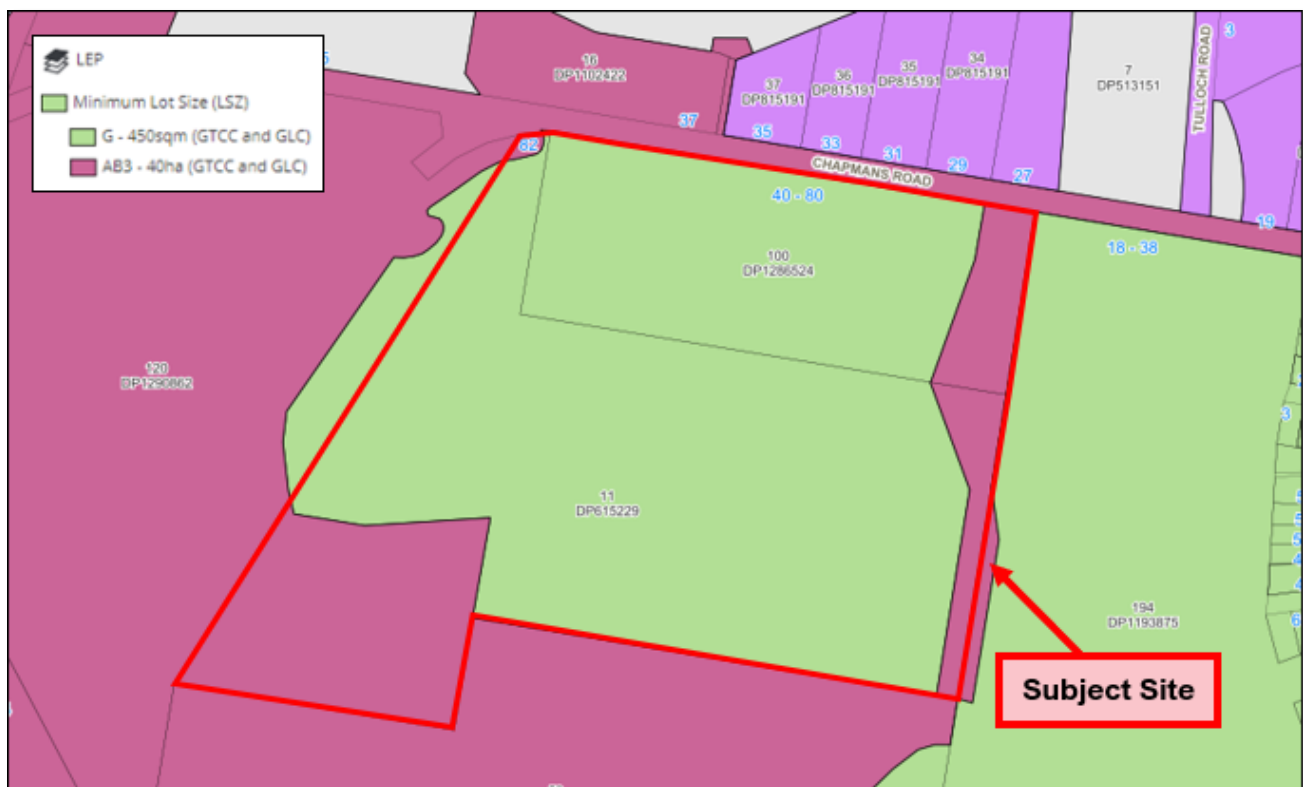 LEP
Minimum Lot Size (LSZ)
G - 450sqm (GTCC and GLC)
AB3 - 40ha (GTCC and GLC)
16
DP1102422
37
DP815191
36
DP815191
35
DP815191
34
DP815191
7
DP513151
TULLOCH ROAD
3
37
35
33
31
29
27
19
82
CHAPMANS ROAD
40 - 80
18 - 38
100
DP1286524
120
DP1290862
3
11
DP615229
194
DP1193875
Subject Site